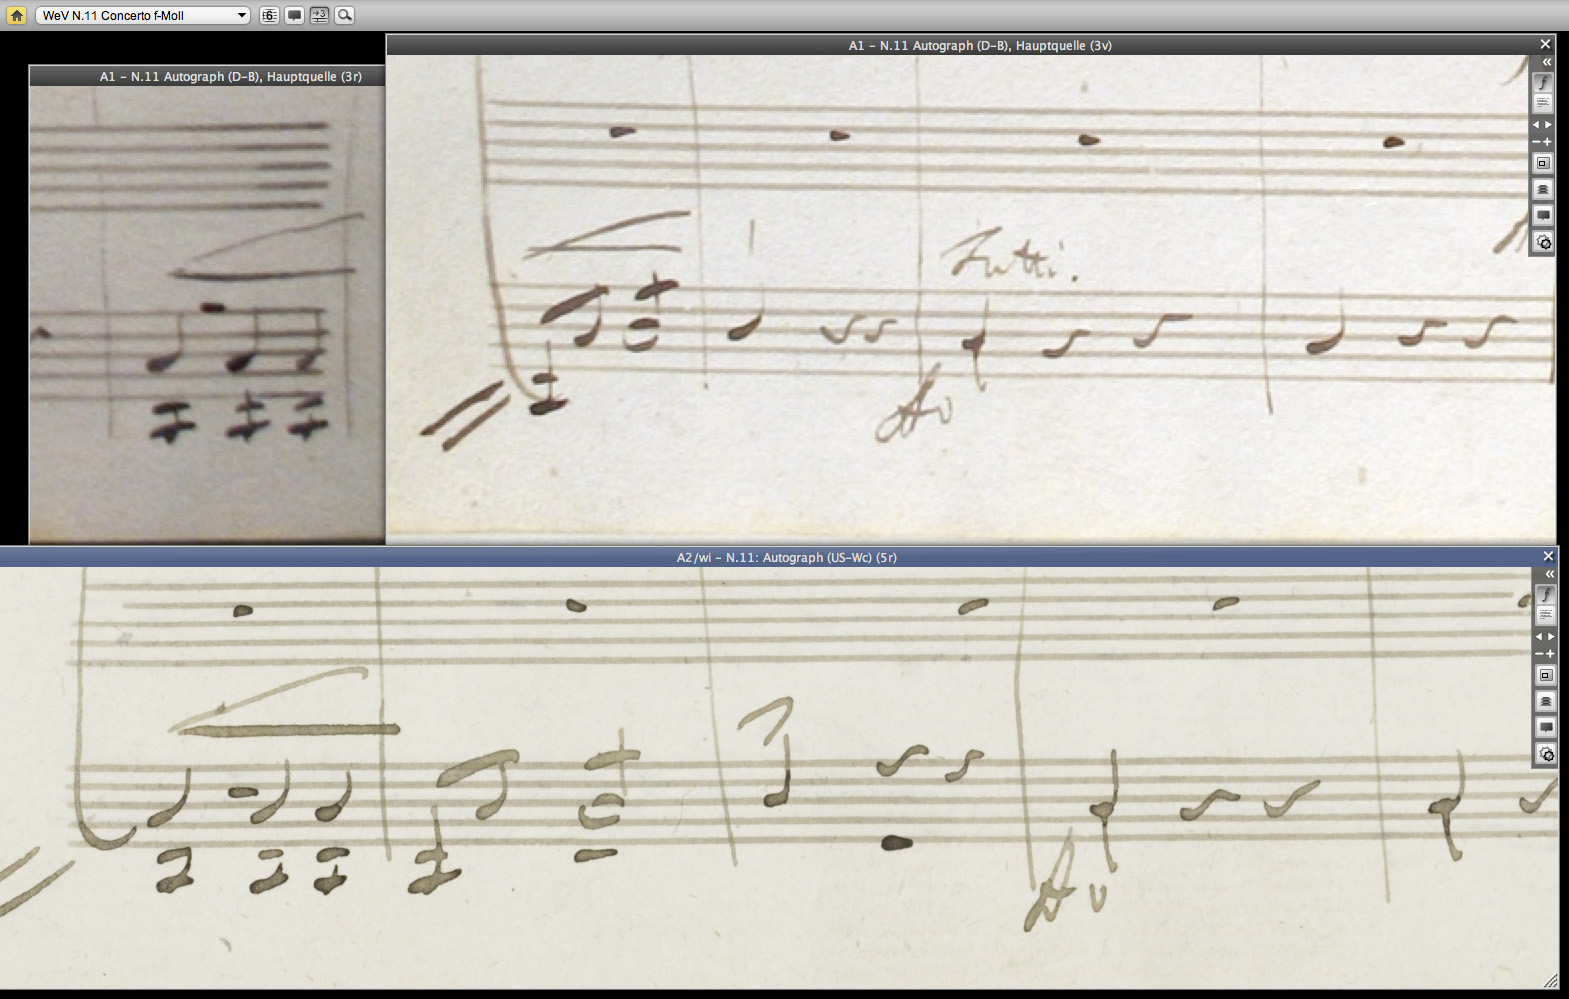 WeV N.11 Concerto f-Moll
A1 – N.11 Autograph (D-B), Hauptquelle (3r)
A1 – N.11 Autograph (D-B), Hauptquelle (3v)
Tutti.
A2/wi – N.11: Autograph (US-Wc) (5r)